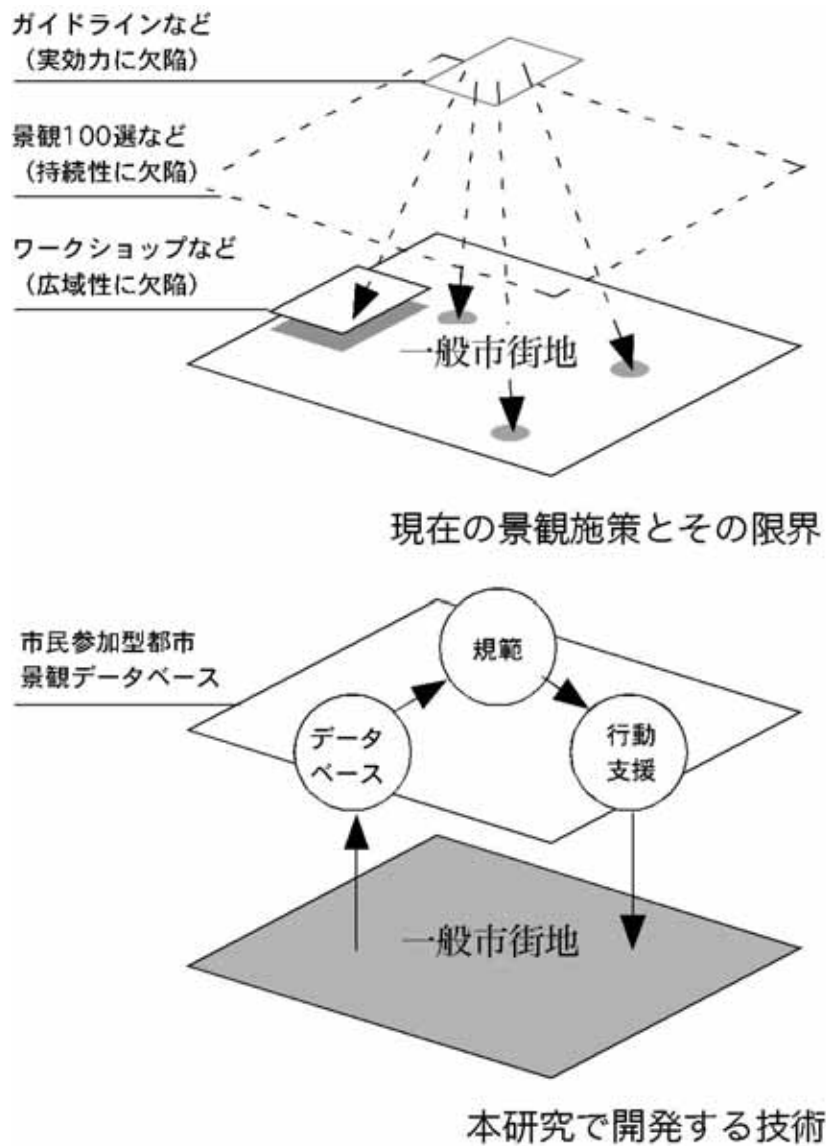 ガイドラインなど
（実効力に欠陥）
景観100選など
（持続性に欠陥）
ワークショップなど
（広域性に欠陥）
一般市街地
現在の景観施策とその限界
市民参加型都市
景観データベース
規範
データ
ベース
行動
支援
一般市街地
本研究で開発する技術